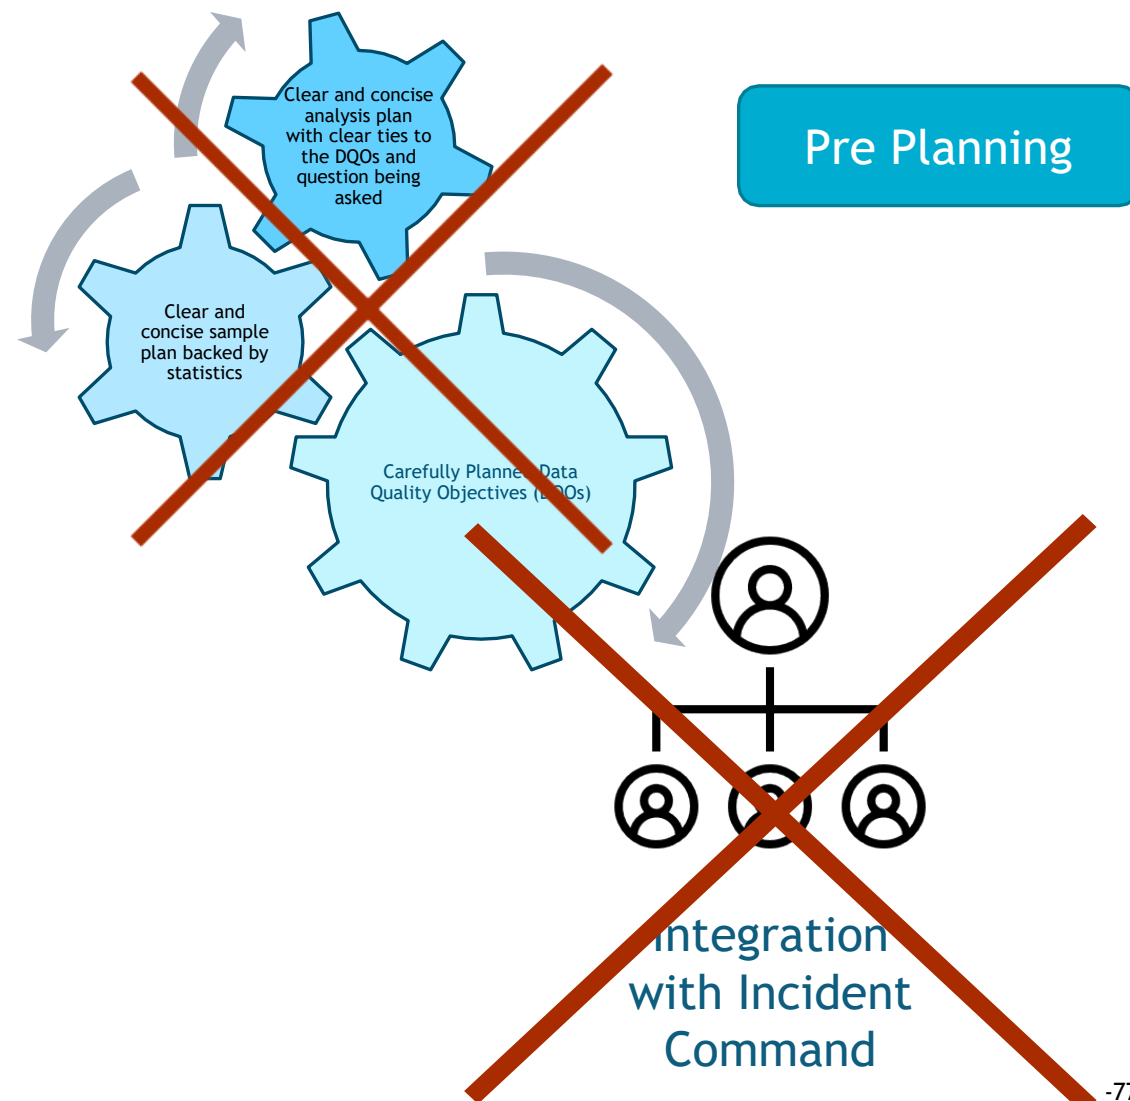 Clear and concise
analysis plan
with clear ties to
the DQOs and
question being
asked
Pre Planning
Clear and
concise sample
plan backed by
statistics
Carefully Planned Data
Quality Objectives (DQOs)
Integration
with Incident
Command
-77